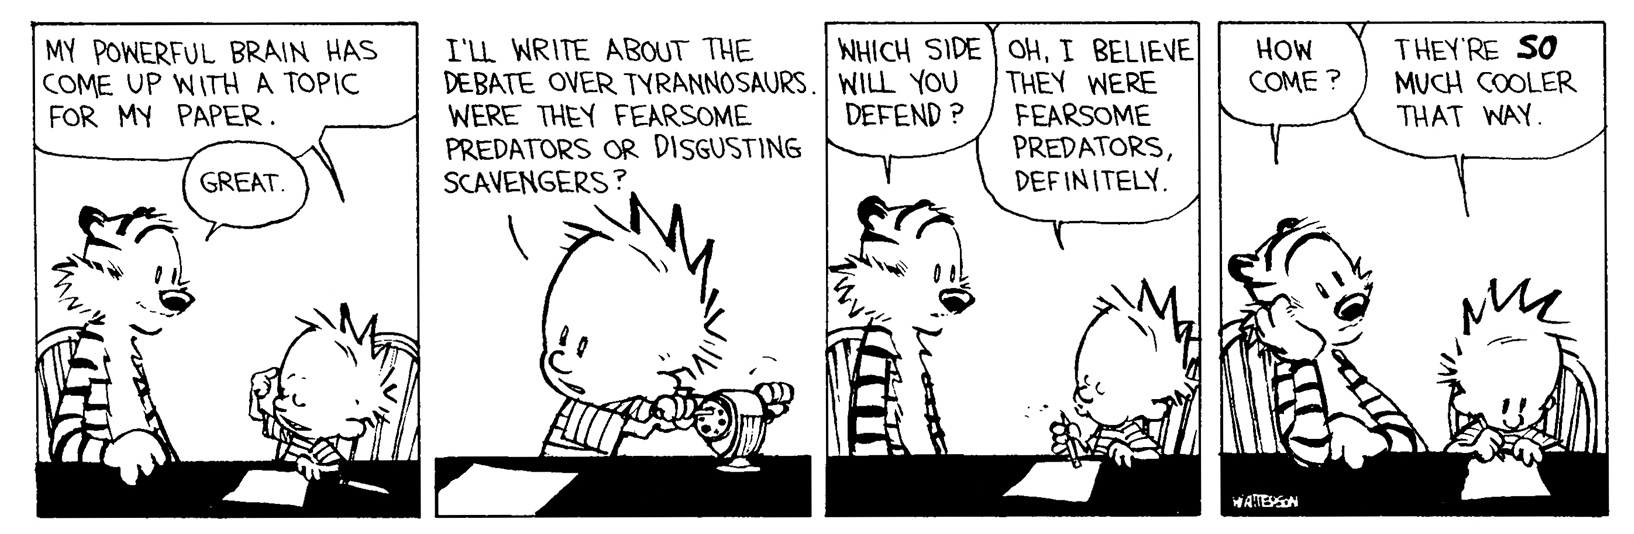 MY POWERFUL BRAIN HAS
COME UP WITH A TOPIC
FOR MY PAPER.
GREAT.
I'LL WRITE ABOUT THE
DEBATE OVER TYRANNOSAURS.
WERE THEY FEARSOME
PREDATORS OR DISGUSTING
SCAVENGERS?
WHICH SIDE
WILL YOU
DEFEND?
OH, I BELIEVE
THEY WERE
FEARSOME
PREDATORS,
DEFINITELY.
HOW
COME?
THEY'RE SO
MUCH COOLER
THAT WAY.
WATTERSON